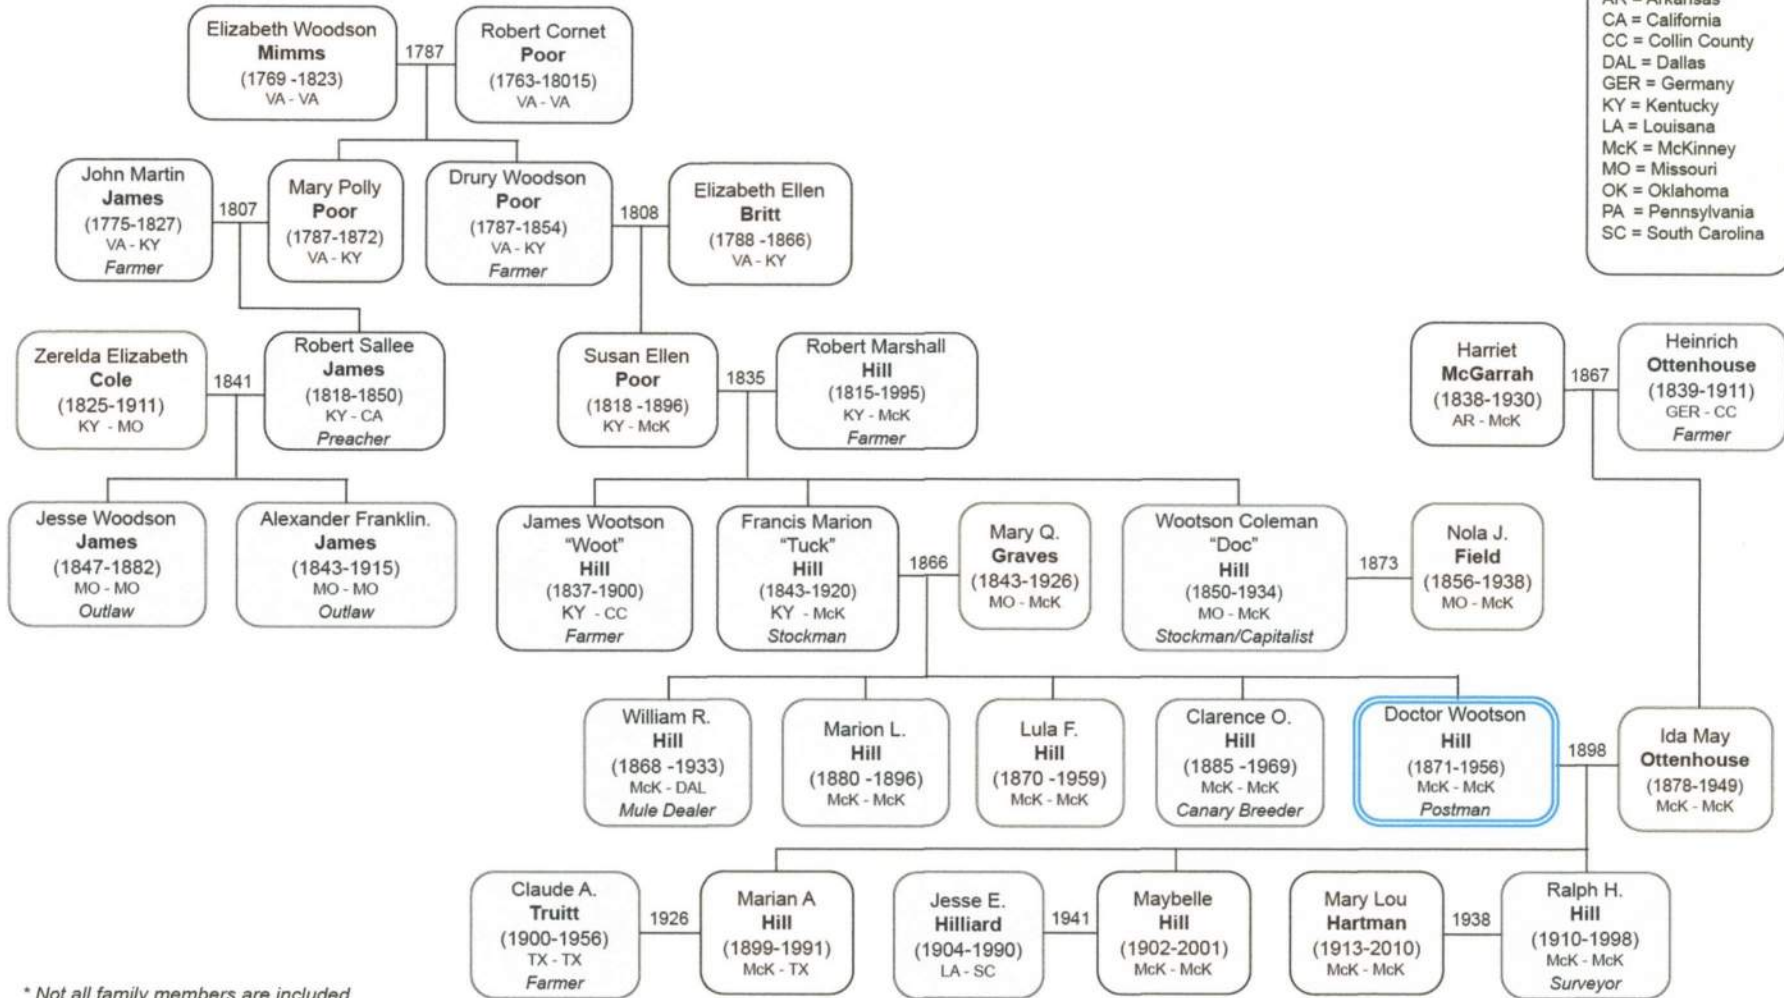 Elizabeth Woodson
Mimms
(1769 -1823)
VA - VA
1787
Robert Cornet
Poor
(1763-18015)
VA - VA
AR = Arkansas
CA = California
CC = Collin County
DAL = Dallas
GER = Germany
KY = Kentucky
LA = Louisana
McK = McKinney
MO = Missouri
OK = Oklahoma
PA = Pennsylvania
SC = South Carolina
John Martin
James
(1775-1827)
VA - KY
Farmer
1807
Mary Polly
Poor
(1787-1872)
VA - KY
Drury Woodson
Poor
(1787-1854)
VA - KY
Farmer
1808
Elizabeth Ellen
Britt
(1788 -1866)
VA - KY
Zerelda Elizabeth
Cole
(1825-1911)
KY - MO
1841
Robert Sallee
James
(1818-1850)
KY - CA
Preacher
Susan Ellen
Poor
(1818 -1896)
KY - McK
1835
Robert Marshall
Hill
(1815-1995)
KY - McK
Farmer
Harriet
McGarrah
(1838-1930)
AR - McK
1867
Heinrich
Ottenhouse
(1839-1911)
GER - CC
Farmer
Jesse Woodson
James
(1847-1882)
MO - MO
Outlaw
Alexander Franklin.
James
(1843-1915)
MO - MO
Outlaw
James Wootson
"Woot"
Hill
(1837-1900)
KY - CC
Farmer
Francis Marion
"Tuck"
Hill
(1843-1920)
KY - McK
Stockman
1866
Mary Q.
Graves
(1843-1926)
MO - McK
Wootson Coleman
"Doc"
Hill
(1850-1934)
MO - McK
Stockman/Capitalist
1873
Nola J.
Field
(1856-1938)
MO - McK
William R.
Hill
(1868 -1933)
McK - DAL
Mule Dealer
Marion L.
Hill
(1880 -1896)
McK - McK
Lula F.
Hill
(1870 -1959)
McK - McK
Clarence O.
Hill
(1885 -1969)
McK - McK
Canary Breeder
Doctor Wootson
Hill
(1871-1956)
McK - McK
Postman
1898
Ida May
Ottenhouse
(1878-1949)
McK - McK
Claude A.
Truitt
(1900-1956)
TX - TX
Farmer
1926
Marian A
Hill
(1899-1991)
McK - TX
Jesse E.
Hilliard
(1904-1990)
LA - SC
1941
Maybelle
Hill
(1902-2001)
McK - McK
Mary Lou
Hartman
(1913-2010)
McK - McK
1938
Ralph H.
Hill
(1910-1998)
McK - McK
Surveyor
* Not all family members are included